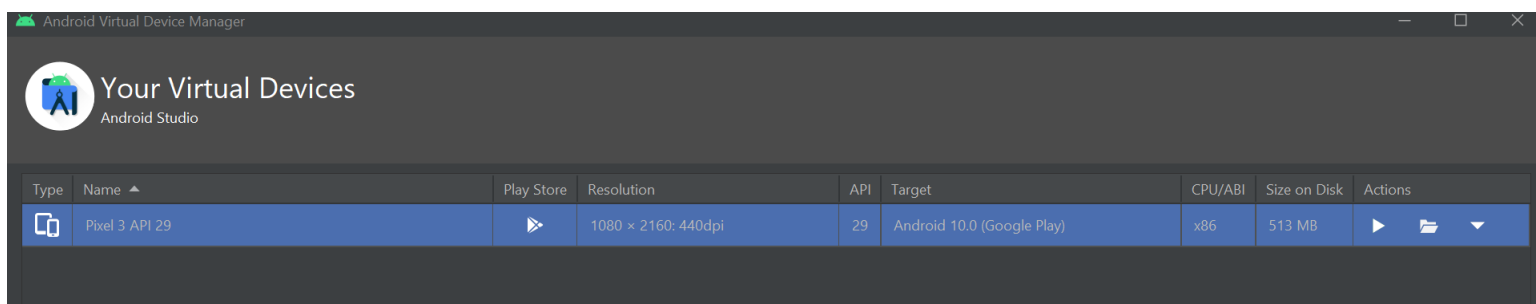 Android Virtual Device Manager
Your Virtual Devices
Android Studio
Type Name Play Store Resolution API Target CPU/ABI Size on Disk Actions
Pixel 3 API 29 1080 × 2160: 440dpi 29 Android 10.0 (Google Play) x86 513 MB